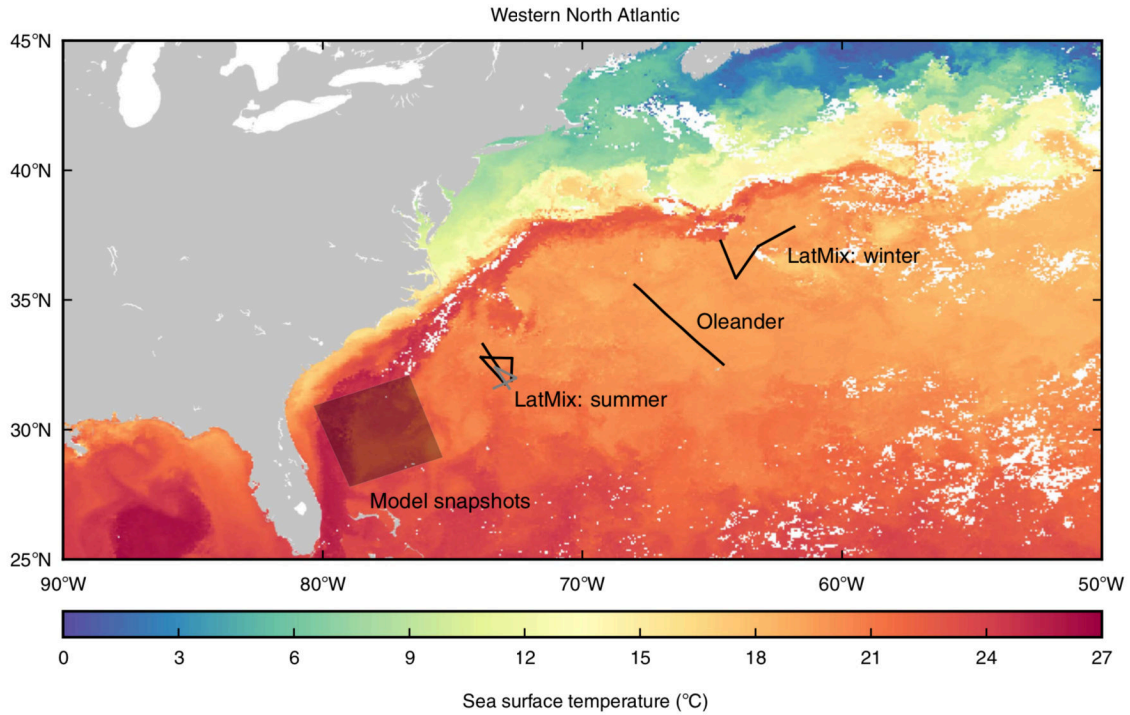 Western North Atlantic
45°N
40°N
35°N
30°N
25°N
LatMix: winter
Oleander
LatMix: summer
Model snapshots
90°W 80°W 70°W 60°W 50°W
0 3 6 9 12 15 18 21 24 27
Sea surface temperature (°C)